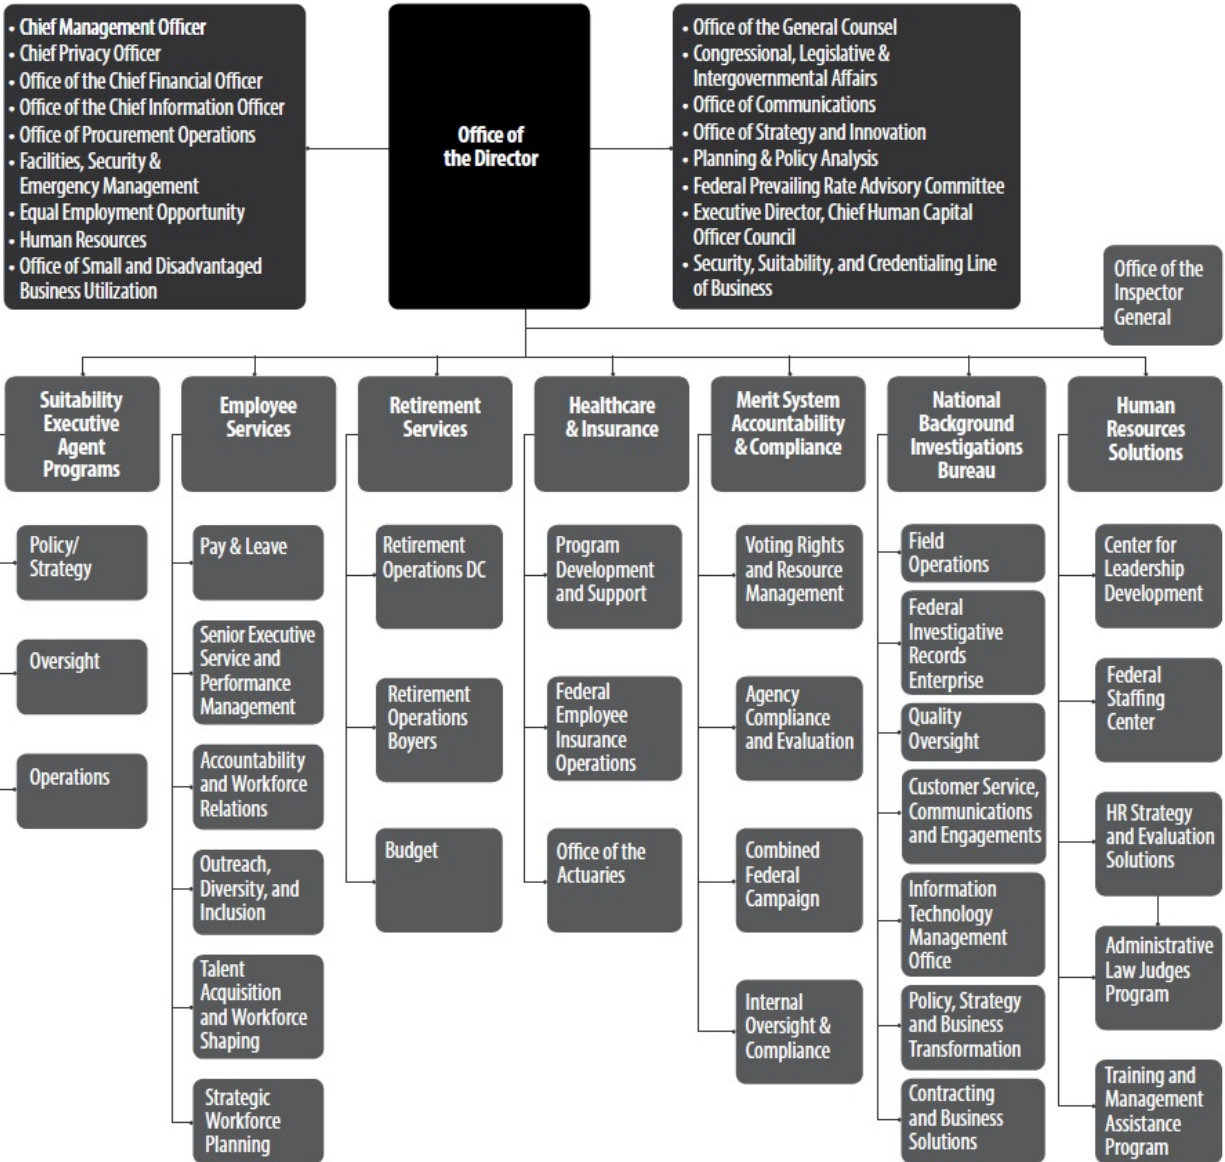 • Chief Management Officer
• Chief Privacy Officer
• Office of the Chief Financial Officer
• Office of the Chief Information Officer
• Office of Procurement Operations
• Facilities, Security &
Emergency Management
• Equal Employment Opportunity
• Human Resources
• Office of Small and Disadvantaged
Business Utilization
Office of
the Director
• Office of the General Counsel
• Congressional, Legislative &
Intergovernmental Affairs
• Office of Communications
• Office of Strategy and Innovation
• Planning & Policy Analysis
• Federal Prevailing Rate Advisory Committee
• Executive Director, Chief Human Capital
Officer Council
• Security, Suitability, and Credentialing Line
of Business
Office of the
Inspector
General
Suitability
Executive
Agent
Programs
Policy/
Strategy
Oversight
Operations
Employee
Services
Pay & Leave
Senior Executive
Service and
Performance
Management
Accountability
and Workforce
Relations
Outreach,
Diversity, and
Inclusion
Talent
Acquisition
and Workforce
Shaping
Strategic
Workforce
Planning
Retirement
Services
Retirement
Operations DC
Retirement
Operations
Boyers
Budget
Healthcare
& Insurance
Program
Development
and Support
Federal
Employee
Insurance
Operations
Office of the
Actuaries
Merit System
Accountability
& Compliance
Voting Rights
and Resource
Management
Agency
Compliance
and Evaluation
Combined
Federal
Campaign
Internal
Oversight &
Compliance
National
Background
Investigations
Bureau
Field
Operations
Federal
Investigative
Records
Enterprise
Quality
Oversight
Customer Service,
Communications
and Engagements
Information
Technology
Management
Office
Policy, Strategy
and Business
Transformation
Contracting
and Business
Solutions
Human
Resources
Solutions
Center for
Leadership
Development
Federal
Staffing
Center
HR Strategy
and Evaluation
Solutions
Administrative
Law Judges
Program
Training and
Management
Assistance
Program